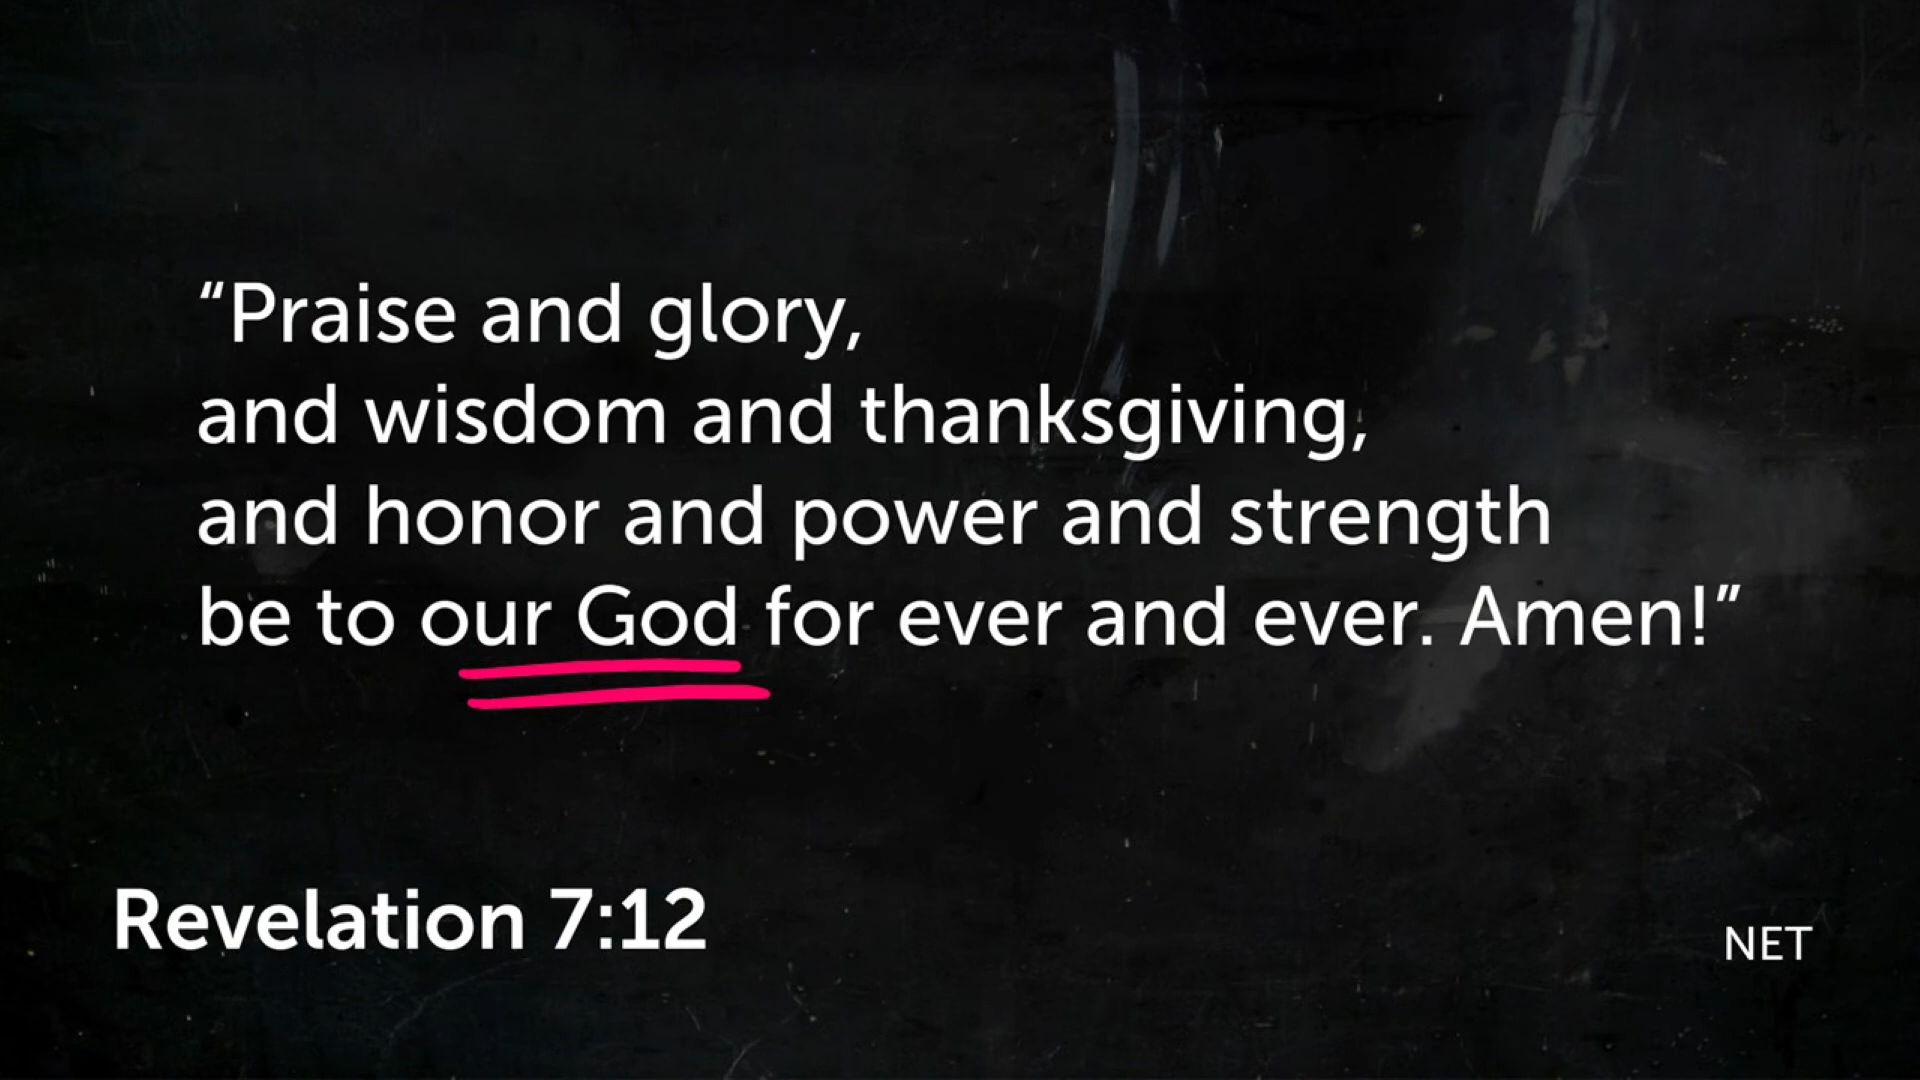 “Praise and glory,
and wisdom and thanksgiving,
and honor and power and strength
be to our God for ever and ever. Amen!”
Revelation 7:12
NET